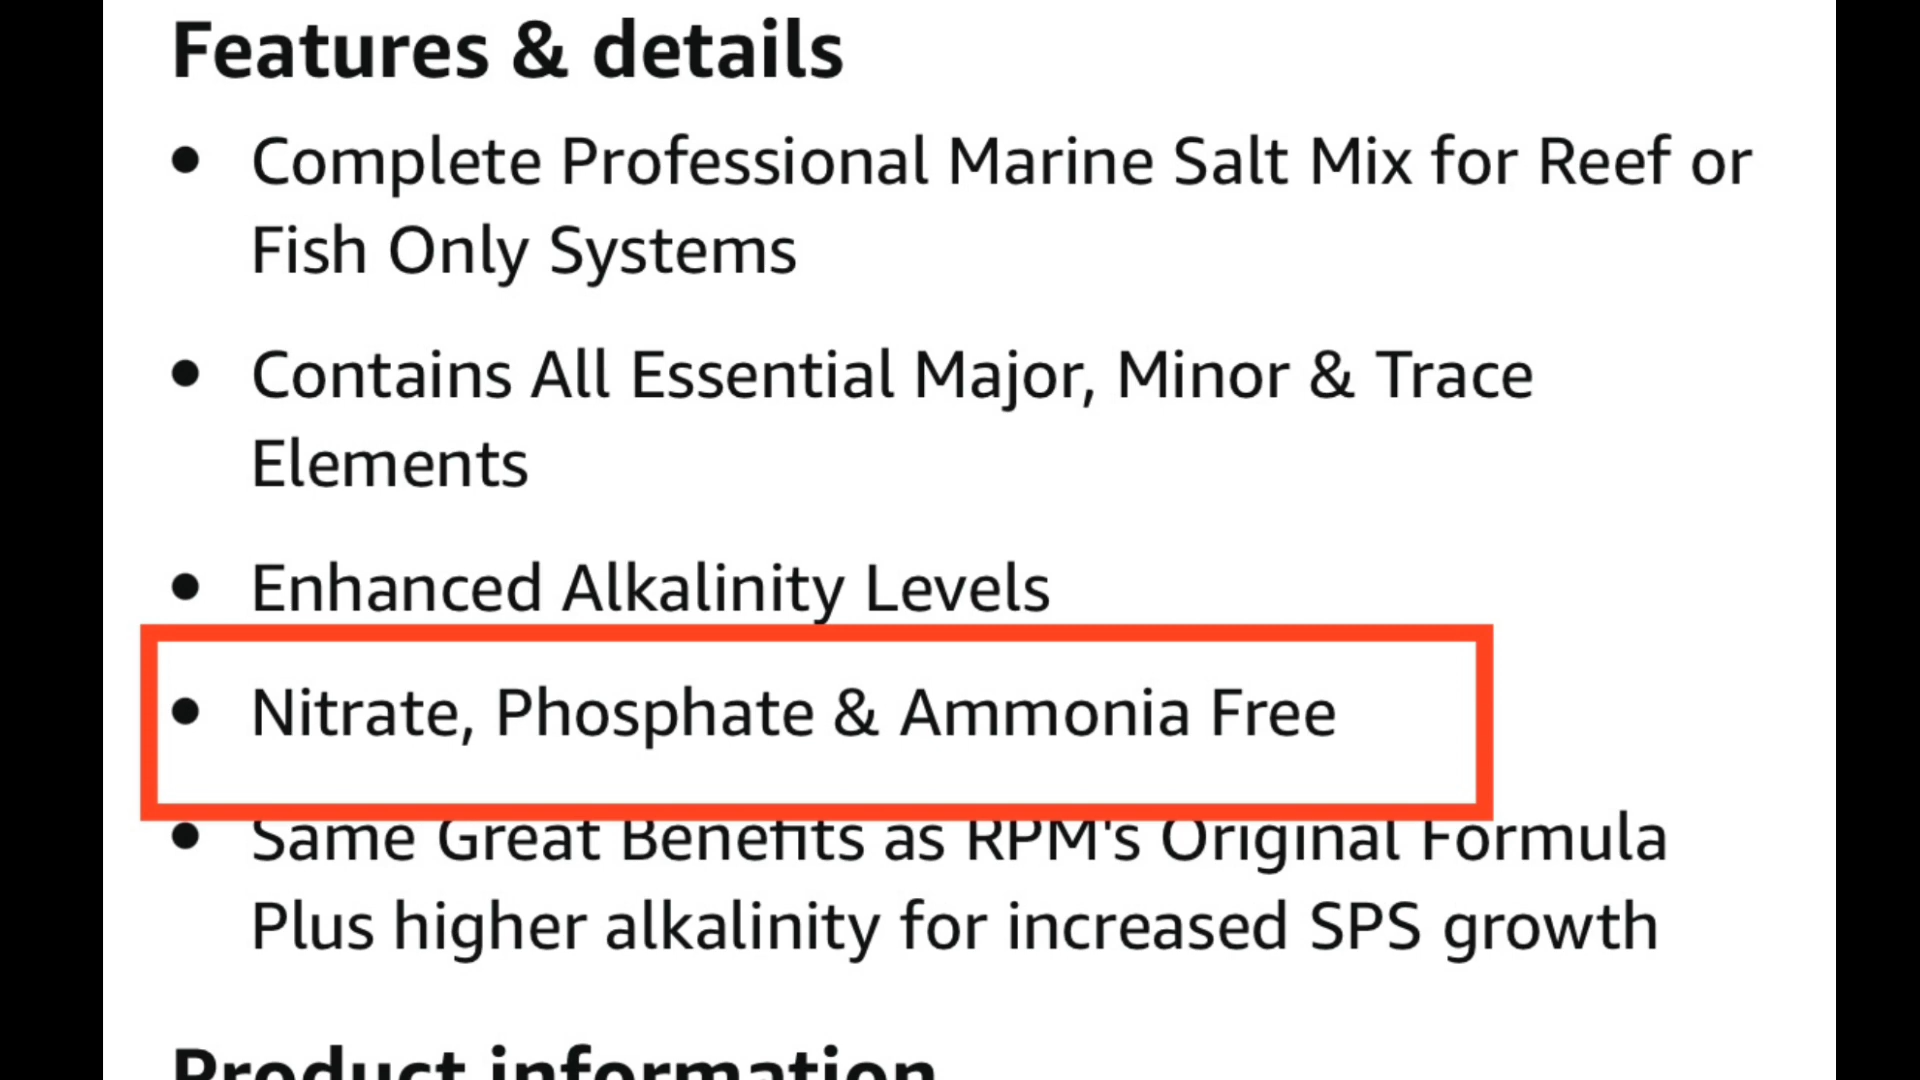 Features & details
• Complete Professional Marine Salt Mix for Reef or
Fish Only Systems
• Contains All Essential Major, Minor & Trace
Elements
• Enhanced Alkalinity Levels
• Nitrate, Phosphate & Ammonia Free
• Same Great Benefits as RPM's Original Formula
Plus higher alkalinity for increased SPS growth
Product information